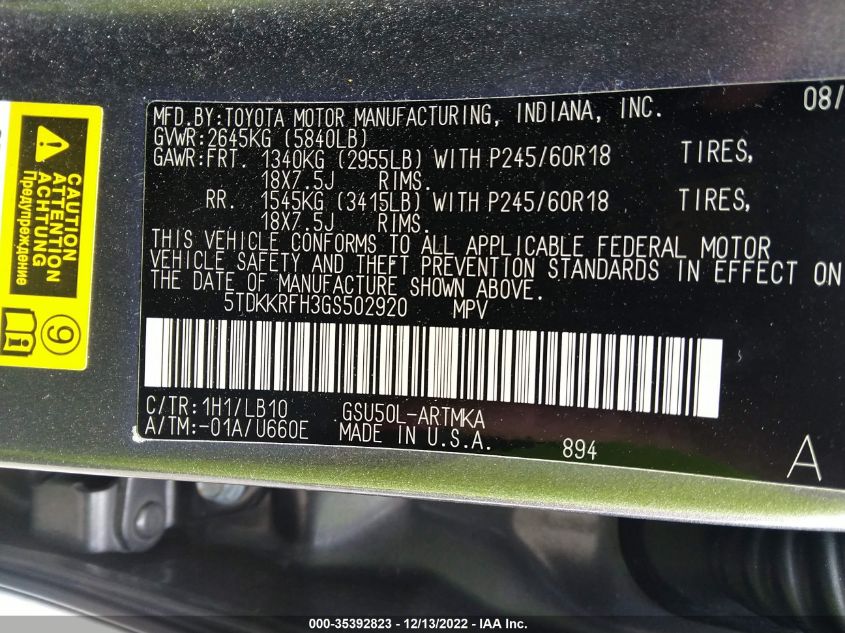 CAUTION
ATTENTION
ACHTUNG
Предупреждение
9
i
MFD.BY:TOYOTA MOTOR MANUFACTURING, INDIANA, INC. 08/
GVWR:2645KG (5840LB)
GAWR:FRT. 1340KG (2955LB) WITH P245/60R18 TIRES,
18X7.5J RIMS.
RR. 1545KG (3415LB) WITH P245/60R18 TIRES,
18X7.5J RIMS.
THIS VEHICLE CONFORMS TO ALL APPLICABLE FEDERAL MOTOR
VEHICLE SAFETY AND THEFT PREVENTION STANDARDS IN EFFECT ON
THE DATE OF MANUFACTURE SHOWN ABOVE.
5TDKKRFH3GS502920 MPV
C/TR:1H1/LB10 GSU50L-ARTMKA
A/TM:-01A/U660E MADE IN U.S.A. 894
A
000-35392823 - 12/13/2022 - IAA Inc.